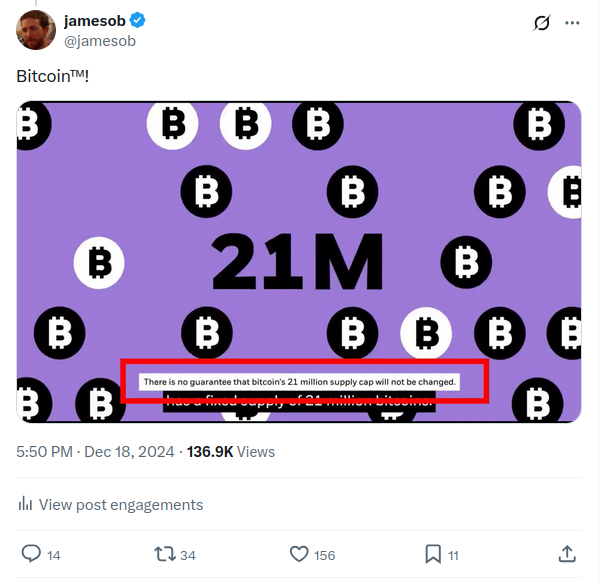 jamesob
@jamesob
Bitcoin™!
21M
There is no guarantee that bitcoin's 21 million supply cap will not be changed.
has a fixed supply of 21 million bitcoins.
5:50 PM · Dec 18, 2024 · 136.9K Views
View post engagements
14 34 156 11